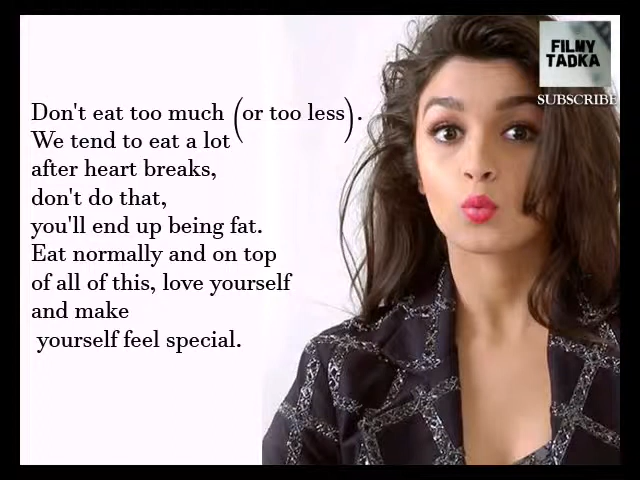 FILMY
TADKA
SUBSCRIBE
Don't eat too much (or too less).
We tend to eat a lot
after heart breaks,
don't do that,
you'll end up being fat.
Eat normally and on top
of all of this, love yourself
and make
yourself feel special.